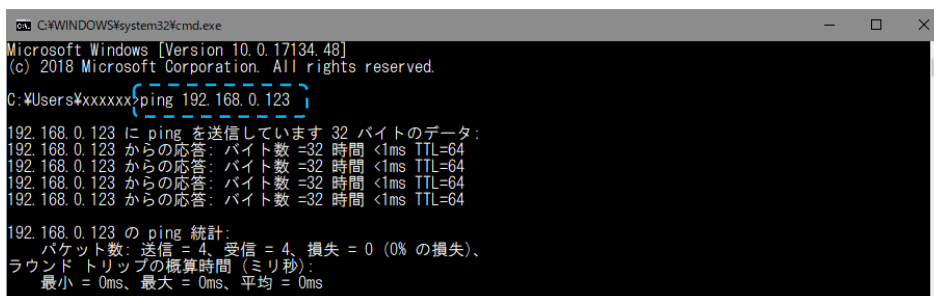 C:¥WINDOWS¥system32¥cmd.exe
Microsoft Windows [Version 10.0.17134.48]
(c) 2018 Microsoft Corporation. All rights reserved.
C:¥Users¥xxxxxx>ping 192.168.0.123
192.168.0.123 に ping を送信しています 32 バイトのデータ:
192.168.0.123 からの応答: バイト数 =32 時間 <1ms TTL=64
192.168.0.123 からの応答: バイト数 =32 時間 <1ms TTL=64
192.168.0.123 からの応答: バイト数 =32 時間 <1ms TTL=64
192.168.0.123 からの応答: バイト数 =32 時間 <1ms TTL=64
192.168.0.123 の ping 統計:
パケット数: 送信 = 4、受信 = 4、損失 = 0 (0% の損失)、
ラウンド トリップの概算時間 (ミリ秒):
最小 = 0ms、最大 = 0ms、平均 = 0ms